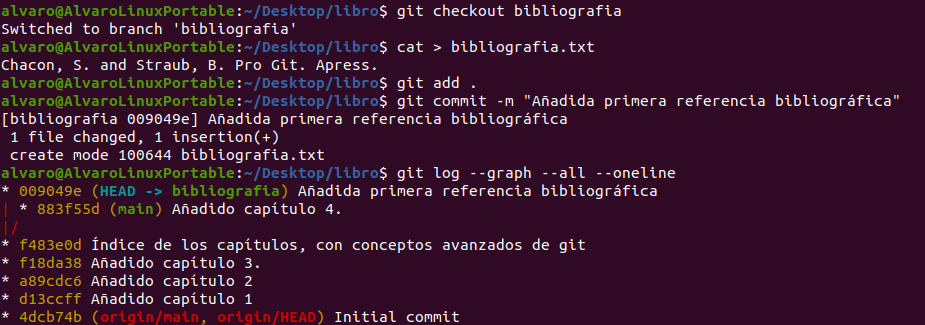 alvaro@AlvaroLinuxPortable:~/Desktop/libro$ git checkout bibliografia
Switched to branch 'bibliografia'
alvaro@AlvaroLinuxPortable:~/Desktop/libro$ cat > bibliografia.txt
Chacon, S. and Straub, B. Pro Git. Apress.
alvaro@AlvaroLinuxPortable:~/Desktop/libro$ git add .
alvaro@AlvaroLinuxPortable:~/Desktop/libro$ git commit -m "Añadida primera referencia bibliográfica"
[bibliografia 009049e] Añadida primera referencia bibliográfica
 1 file changed, 1 insertion(+)
 create mode 100644 bibliografia.txt
alvaro@AlvaroLinuxPortable:~/Desktop/libro$ git log --graph --all --oneline
* 009049e (HEAD -> bibliografia) Añadida primera referencia bibliográfica
| * 883f55d (main) Añadido capítulo 4.
|/
* f483e0d Índice de los capítulos, con conceptos avanzados de git
* f18da38 Añadido capítulo 3.
* a89cdc6 Añadido capítulo 2
* d13ccff Añadido capítulo 1
* 4dcb74b (origin/main, origin/HEAD) Initial commit